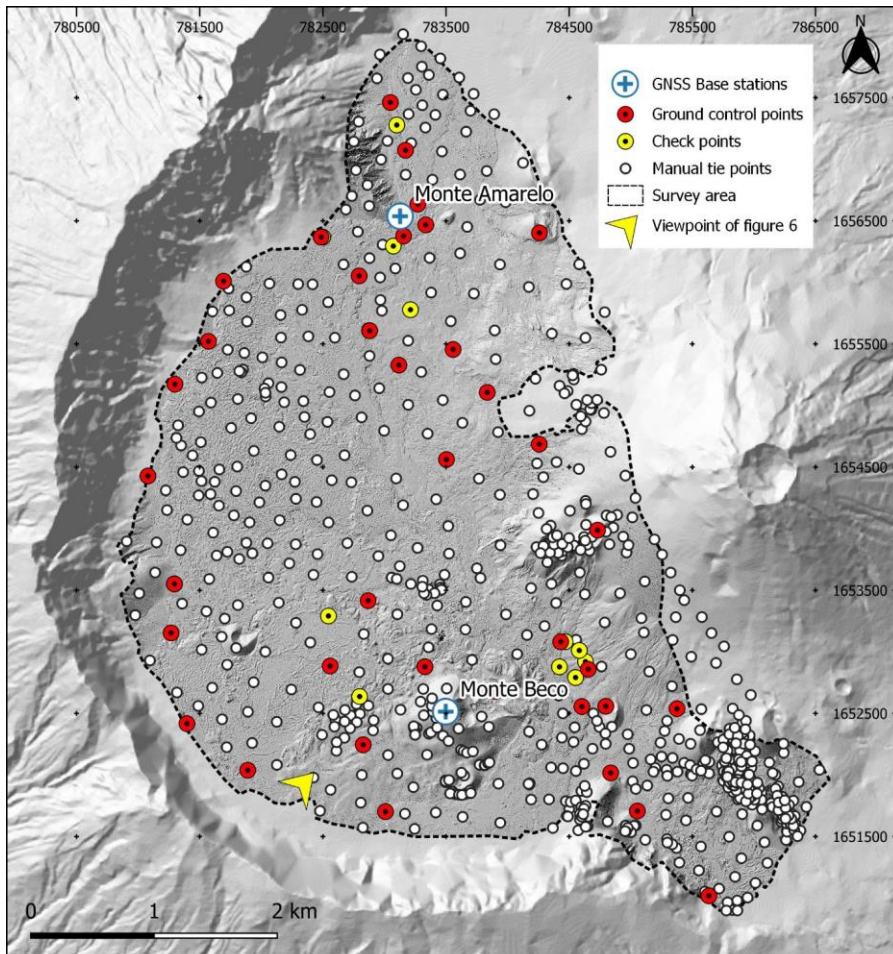 780500 781500 782500 783500 784500 785500 786500
N
GNSS Base stations
Ground control points
Check points
Manual tie points
Survey area
Viewpoint of figure 6
1657500
Monte Amarelo
1656500
1655500
1654500
1653500
Monte Beco
1652500
1651500
0 1 2 km